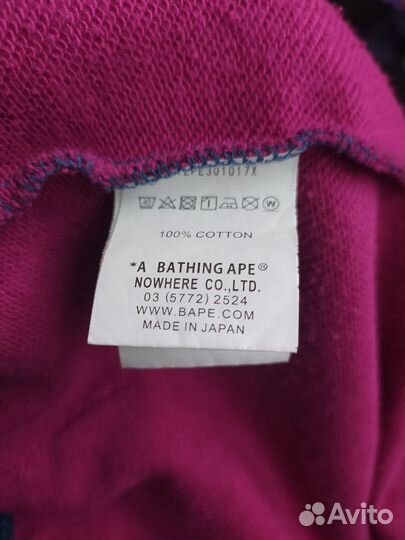 100% COTTON
*A BATHING APE®
NOWHERE CO.,LTD.
03 (5772) 2524
WWW.BAPE.COM
MADE IN JAPAN
Avito